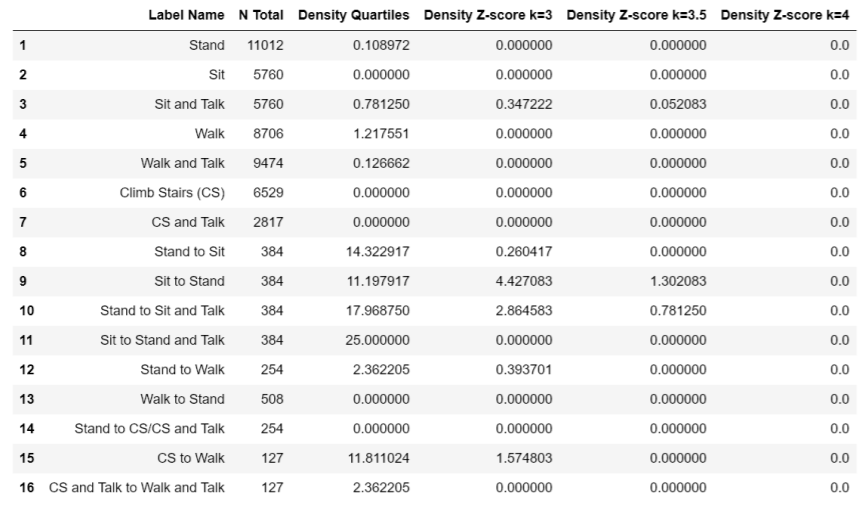 Label Name N Total Density Quartiles Density Z-score k=3 Density Z-score k=3.5 Density Z-score k=4
1 Stand 11012 0.108972 0.000000 0.000000 0.0
2 Sit 5760 0.000000 0.000000 0.000000 0.0
3 Sit and Talk 5760 0.781250 0.347222 0.052083 0.0
4 Walk 8706 1.217551 0.000000 0.000000 0.0
5 Walk and Talk 9474 0.126662 0.000000 0.000000 0.0
6 Climb Stairs (CS) 6529 0.000000 0.000000 0.000000 0.0
7 CS and Talk 2817 0.000000 0.000000 0.000000 0.0
8 Stand to Sit 384 14.322917 0.260417 0.000000 0.0
9 Sit to Stand 384 11.197917 4.427083 1.302083 0.0
10 Stand to Sit and Talk 384 17.968750 2.864583 0.781250 0.0
11 Sit to Stand and Talk 384 25.000000 0.000000 0.000000 0.0
12 Stand to Walk 254 2.362205 0.393701 0.000000 0.0
13 Walk to Stand 508 0.000000 0.000000 0.000000 0.0
14 Stand to CS/CS and Talk 254 0.000000 0.000000 0.000000 0.0
15 CS to Walk 127 11.811024 1.574803 0.000000 0.0
16 CS and Talk to Walk and Talk 127 2.362205 0.000000 0.000000 0.0